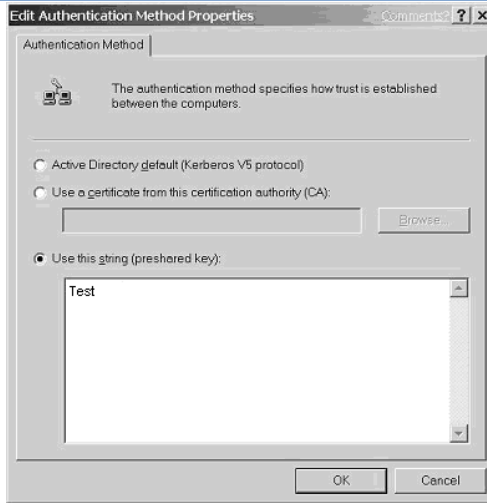 Edit Authentication Method Properties
Comments?
Authentication Method
The authentication method specifies how trust is established
between the computers.
Active Directory default (Kerberos V5 protocol)
Use a certificate from this certification authority (CA):
Browse...
Use this string (preshared key):
Test
OK
Cancel